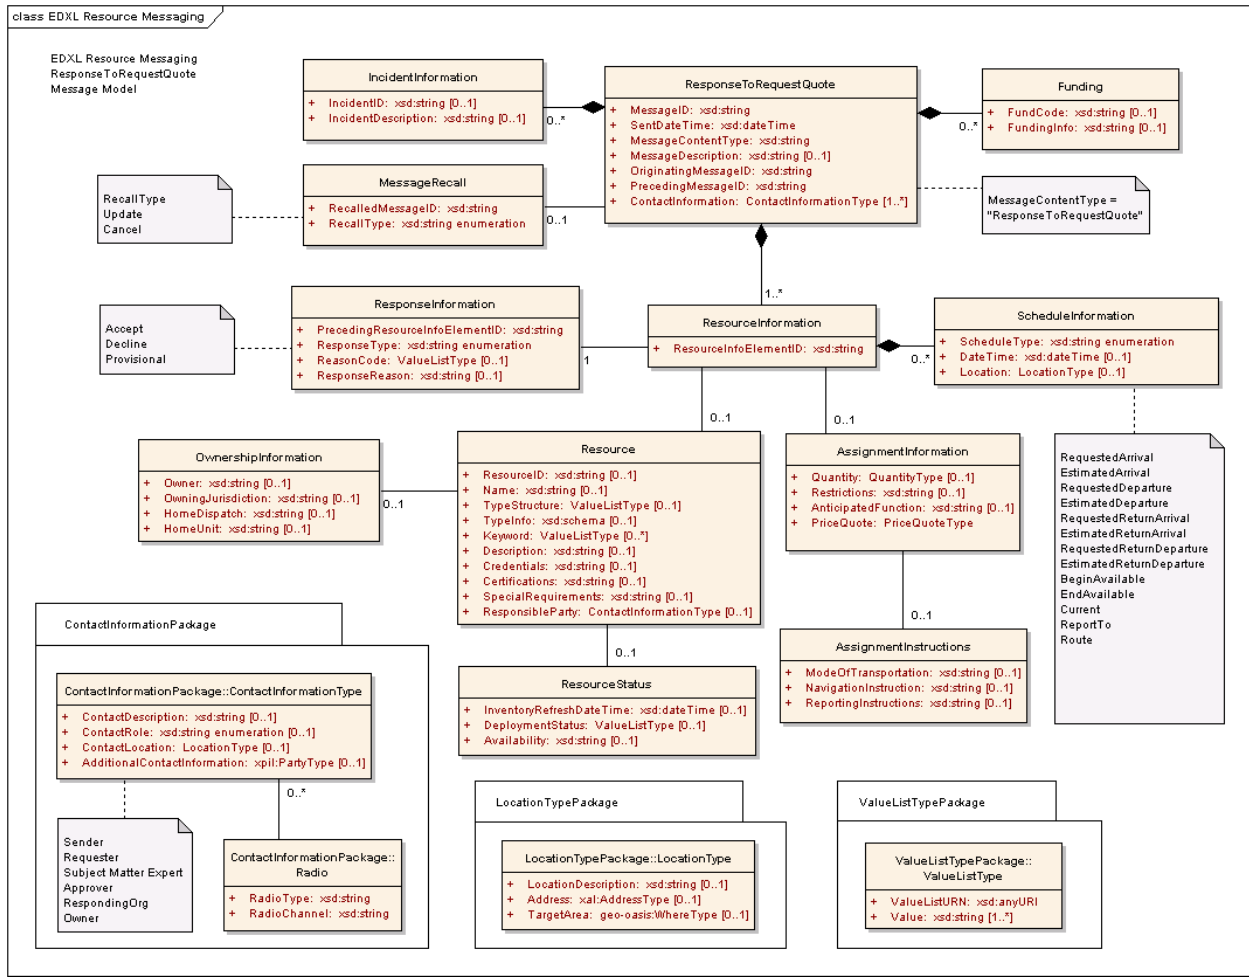 class EDXL Resource Messaging
EDXL Resource Messaging
ResponseToRequestQuote
Message Model
IncidentInformation
+ IncidentID: xsd:string [0..1]
+ IncidentDescription: xsd:string [0..1]
0..*
ResponseToRequestQuote
+ MessageID: xsd:string
+ SentDateTime: xsd:dateTime
+ MessageContentType: xsd:string
+ MessageDescription: xsd:string [0..1]
+ OriginatingMessageID: xsd:string
+ PrecedingMessageID: xsd:string
+ ContactInformation: ContactInformationType [1..*]
Funding
+ FundCode: xsd:string [0..1]
+ FundingInfo: xsd:string [0..1]
0..*
RecallType
Update
Cancel
MessageRecall
+ RecalledMessageID: xsd:string
+ RecallType: xsd:string enumeration
0..1
MessageContentType =
"ResponseToRequestQuote"
1..*
Accept
Decline
Provisional
ResponseInformation
+ PrecedingResourceInfoElementID: xsd:string
+ ResponseType: xsd:string enumeration
+ ReasonCode: ValueListType [0..1]
+ ResponseReason: xsd:string [0..1]
1
ResourceInformation
+ ResourceInfoElementID: xsd:string
0..*
ScheduleInformation
+ ScheduleType: xsd:string enumeration
+ DateTime: xsd:dateTime [0..1]
+ Location: LocationType [0..1]
0..1
0..1
OwnershipInformation
+ Owner: xsd:string [0..1]
+ OwningJurisdiction: xsd:string [0..1]
+ HomeDispatch: xsd:string [0..1]
+ HomeUnit: xsd:string [0..1]
0..1
Resource
+ ResourceID: xsd:string [0..1]
+ Name: xsd:string [0..1]
+ TypeStructure: ValueListType [0..1]
+ TypeInfo: xsd:schema [0..1]
+ Keyword: ValueListType [0..*]
+ Description: xsd:string [0..1]
+ Credentials: xsd:string [0..1]
+ Certifications: xsd:string [0..1]
+ SpecialRequirements: xsd:string [0..1]
+ ResponsibleParty: ContactInformationType [0..1]
0..1
AssignmentInformation
+ Quantity: QuantityType [0..1]
+ Restrictions: xsd:string [0..1]
+ AnticipatedFunction: xsd:string [0..1]
+ PriceQuote: PriceQuoteType
0..1
RequestedArrival
EstimatedArrival
RequestedDeparture
EstimatedDeparture
RequestedReturnArrival
EstimatedReturnArrival
RequestedReturnDeparture
EstimatedReturnDeparture
BeginAvailable
EndAvailable
Current
ReportTo
Route
AssignmentInstructions
+ ModeOfTransportation: xsd:string [0..1]
+ NavigationInstruction: xsd:string [0..1]
+ ReportingInstructions: xsd:string [0..1]
ResourceStatus
+ InventoryRefreshDateTime: xsd:dateTime [0..1]
+ DeploymentStatus: ValueListType [0..1]
+ Availability: xsd:string [0..1]
ContactInformationPackage
ContactInformationPackage::ContactInformationType
+ ContactDescription: xsd:string [0..1]
+ ContactRole: xsd:string enumeration [0..1]
+ ContactLocation: LocationType [0..1]
+ AdditionalContactInformation: xpil:PartyType [0..1]
0..*
Sender
Requester
Subject Matter Expert
Approver
RespondingOrg
Owner
ContactInformationPackage::
Radio
+ RadioType: xsd:string
+ RadioChannel: xsd:string
LocationTypePackage
LocationTypePackage::LocationType
+ LocationDescription: xsd:string [0..1]
+ Address: xal:AddressType [0..1]
+ TargetArea: geo-oasis:WhereType [0..1]
ValueListTypePackage
ValueListTypePackage::
ValueListType
+ ValueListURN: xsd:anyURI
+ Value: xsd:string [1..*]